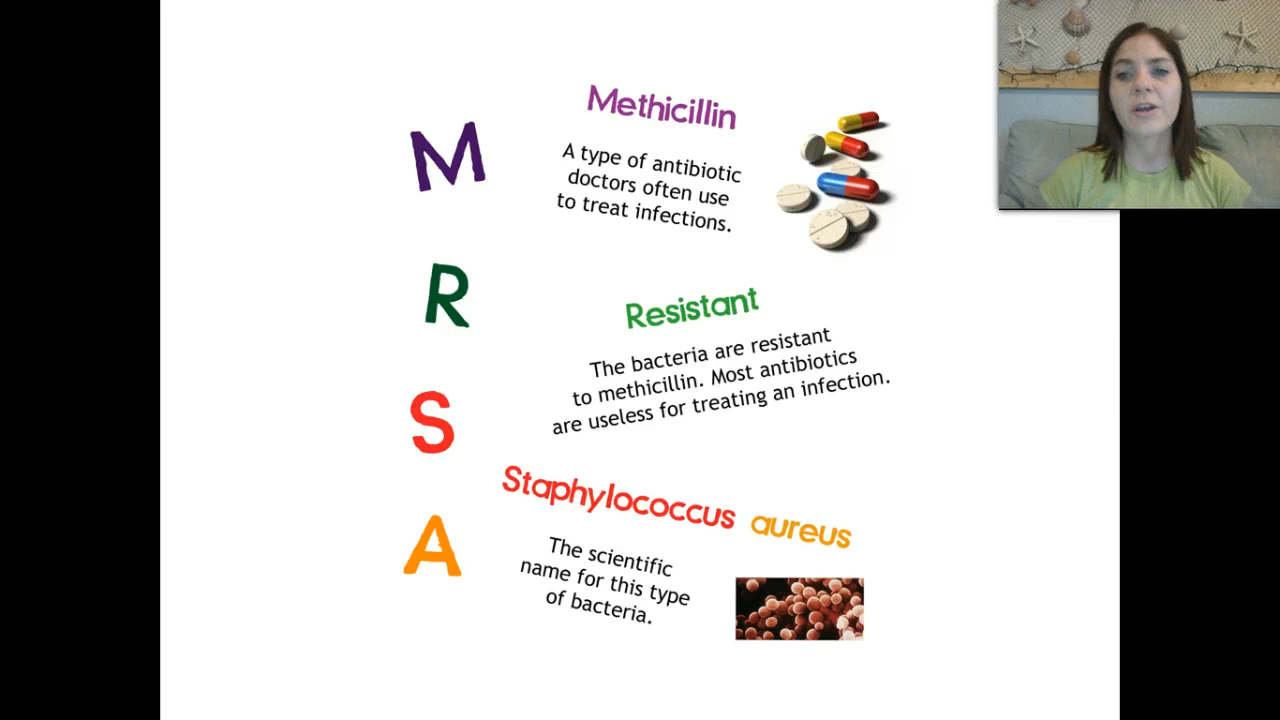 M
Methicillin
A type of antibiotic
doctors often use
to treat infections.
R
Resistant
The bacteria are resistant
to methicillin. Most antibiotics
are useless for treating an infection.
S
Staphylococcus aureus
A
The scientific
name for this type
of bacteria.